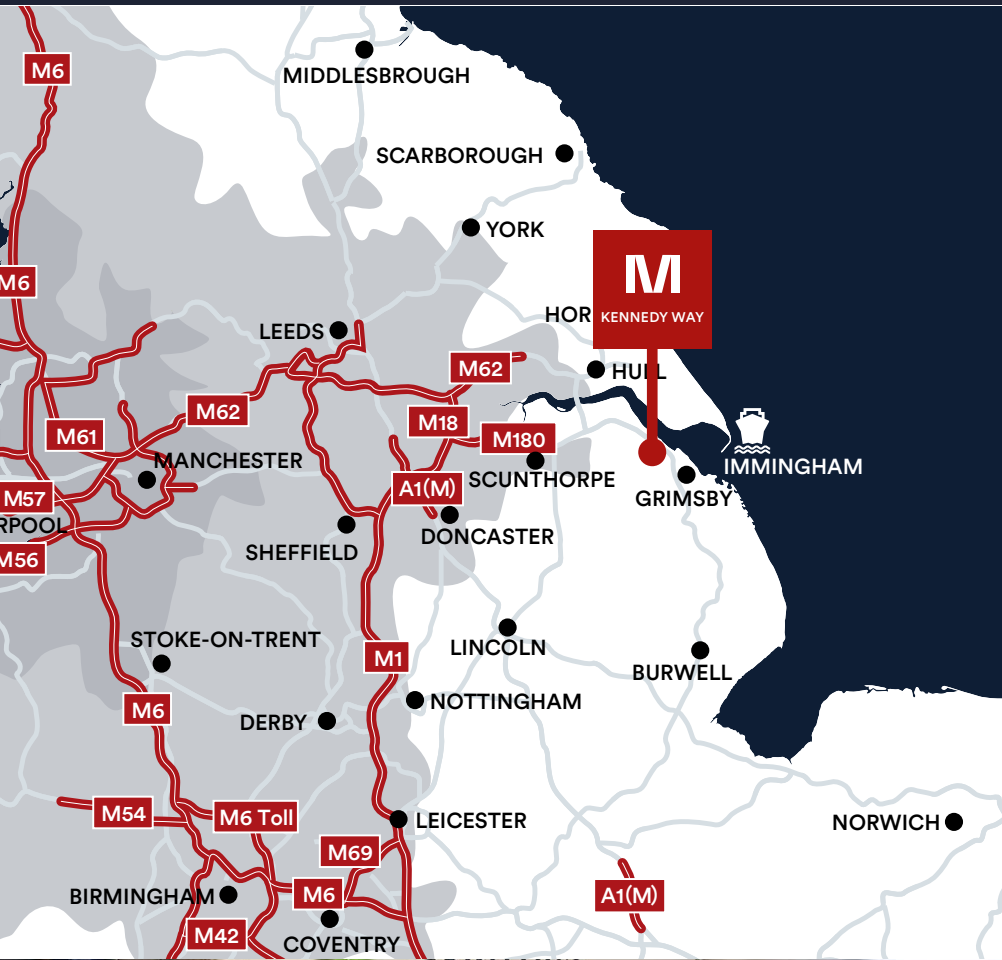 M6
MIDDLESBROUGH
SCARBOROUGH
YORK
M
KENNEDY WAY
M6
HOR
LEEDS
M62
HULL
M62
M18
M61
M180
MANCHESTER
IMMINGHAM
SCUNTHORPE
A1(M)
M57
GRIMSBY
RPOOL
DONCASTER
SHEFFIELD
M56
STOKE-ON-TRENT
LINCOLN
M1
BURWELL
NOTTINGHAM
M6
DERBY
M54
M6 Toll
LEICESTER
NORWICH
M69
M6
A1(M)
BIRMINGHAM
M42
COVENTRY